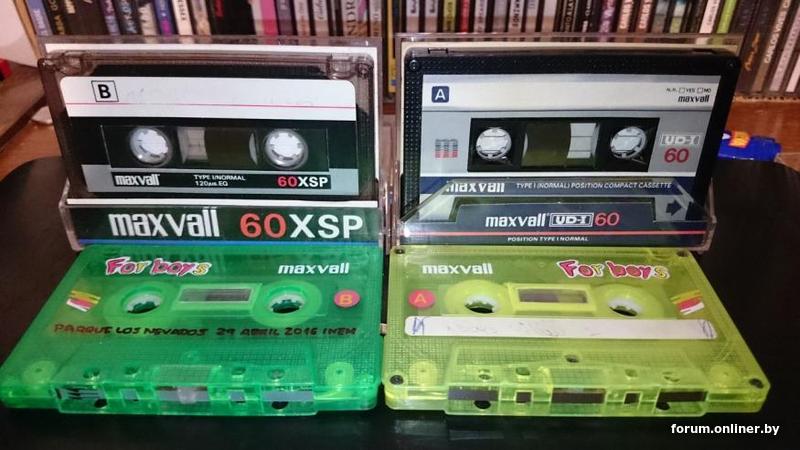 B
TYPE I/NORMAL
120µs.EQ
maxvall
60XSP
maxvall 60XSP
A
N.R. YES NO
maxvall
UD-I
60
maxvall TYPE I (NORMAL) POSITION COMPACT CASSETTE
maxvall UD-I 60
POSITION TYPE I NORMAL
For boys maxvall
B
PARQUE LOS NEVADOS 29 ABRIL 2016 INEM
maxvall For boys
A
forum.onliner.by